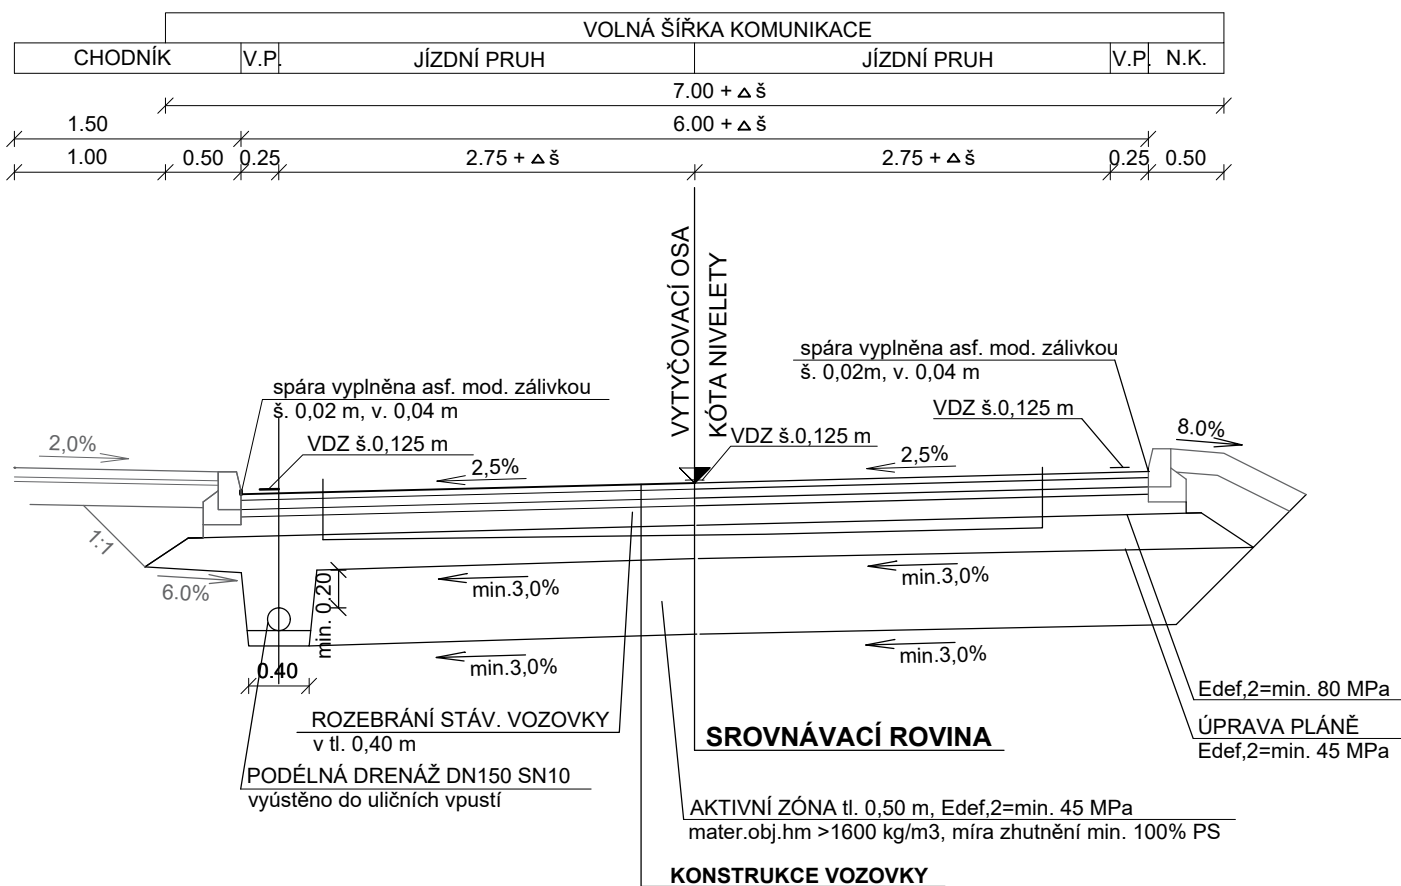 VOLNÁ ŠÍŘKA KOMUNIKACE
CHODNÍK V.P. JÍZDNÍ PRUH JÍZDNÍ PRUH V.P. N.K.
7.00 + Δ š
1.50 6.00 + Δ š
1.00 0.50 0.25 2.75 + Δ š 2.75 + Δ š 0.25 0.50
VYTYČOVACÍ OSA
KÓTA NIVELETY
spára vyplněna asf. mod. zálivkou
š. 0,02m, v. 0,04 m
spára vyplněna asf. mod. zálivkou
š. 0,02 m, v. 0,04 m
VDZ š.0,125 m
VDZ š.0,125 m
VDZ š.0,125 m
2,0%
8.0%
2,5%
2,5%
1:1
6.0%
min. 0.20
min.3,0%
min.3,0%
min.3,0%
min.3,0%
0.40
Edef,2=min. 80 MPa
ROZEBRÁNÍ STÁV. VOZOVKY
v tl. 0,40 m
SROVNÁVACÍ ROVINA
ÚPRAVA PLÁNĚ
Edef,2=min. 45 MPa
PODÉLNÁ DRENÁŽ DN150 SN10
vyústěno do uličních vpustí
AKTIVNÍ ZÓNA tl. 0,50 m, Edef,2=min. 45 MPa
mater.obj.hm >1600 kg/m3, míra zhutnění min. 100% PS
KONSTRUKCE VOZOVKY